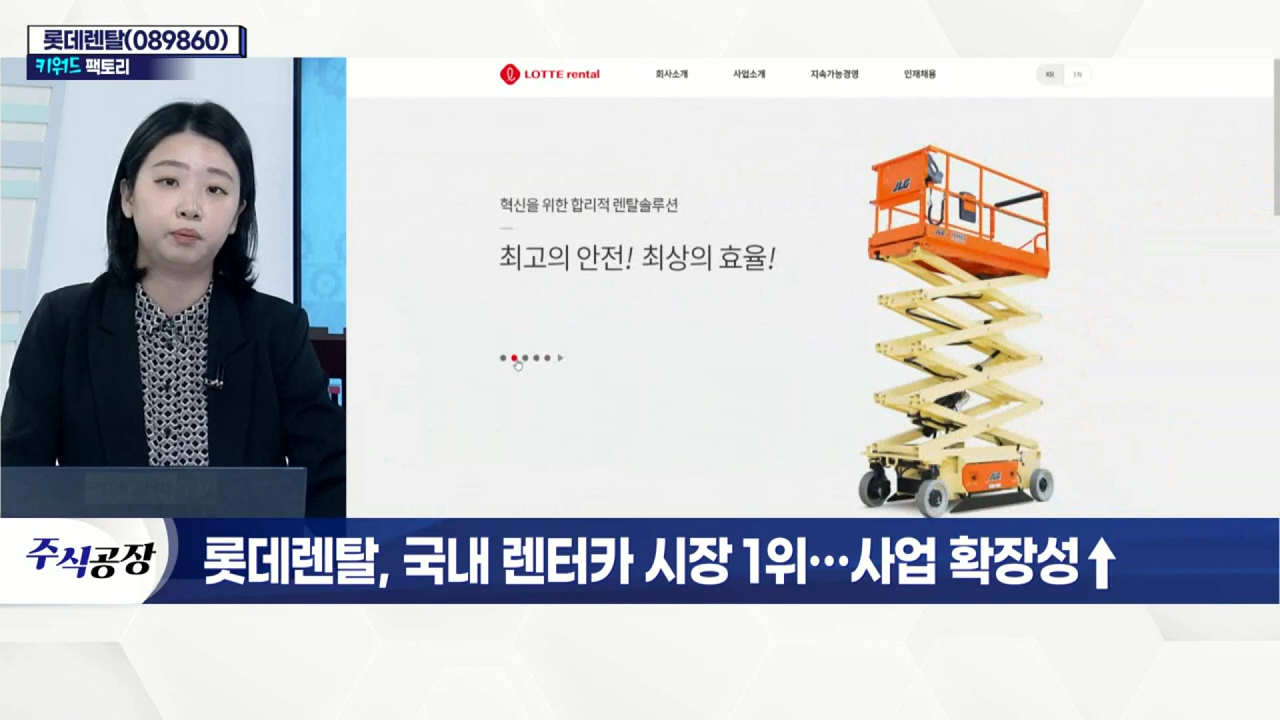 롯데렌탈(089860)
키워드 팩토리
LOTTE rental
회사소개
사업소개
지속가능경영
인재채용
KR
EN
혁신을 위한 합리적 렌탈솔루션
최고의 안전! 최상의 효율!
JLG
JLG
주식공장
롯데렌탈, 국내 렌터카 시장 1위…사업 확장성↑